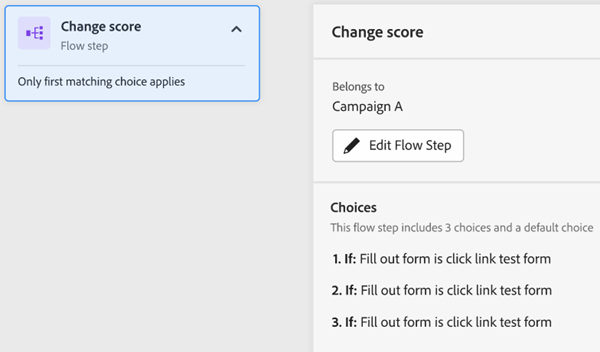 Change score
Flow step
Only first matching choice applies
Change score
Belongs to
Campaign A
Edit Flow Step
Choices
This flow step includes 3 choices and a default choice
1. If: Fill out form is click link test form
2. If: Fill out form is click link test form
3. If: Fill out form is click link test form